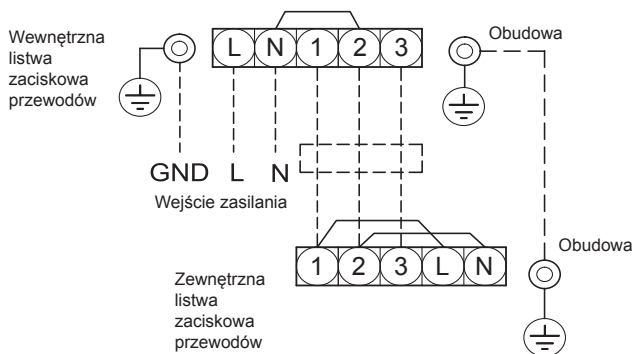 Wewnętrzna
listwa
zaciskowa
przewodów
L N 1 2 3
Obudowa
GND L N
Wejście zasilania
1 2 3 L N
Obudowa
Zewnętrzna
listwa
zaciskowa
przewodów